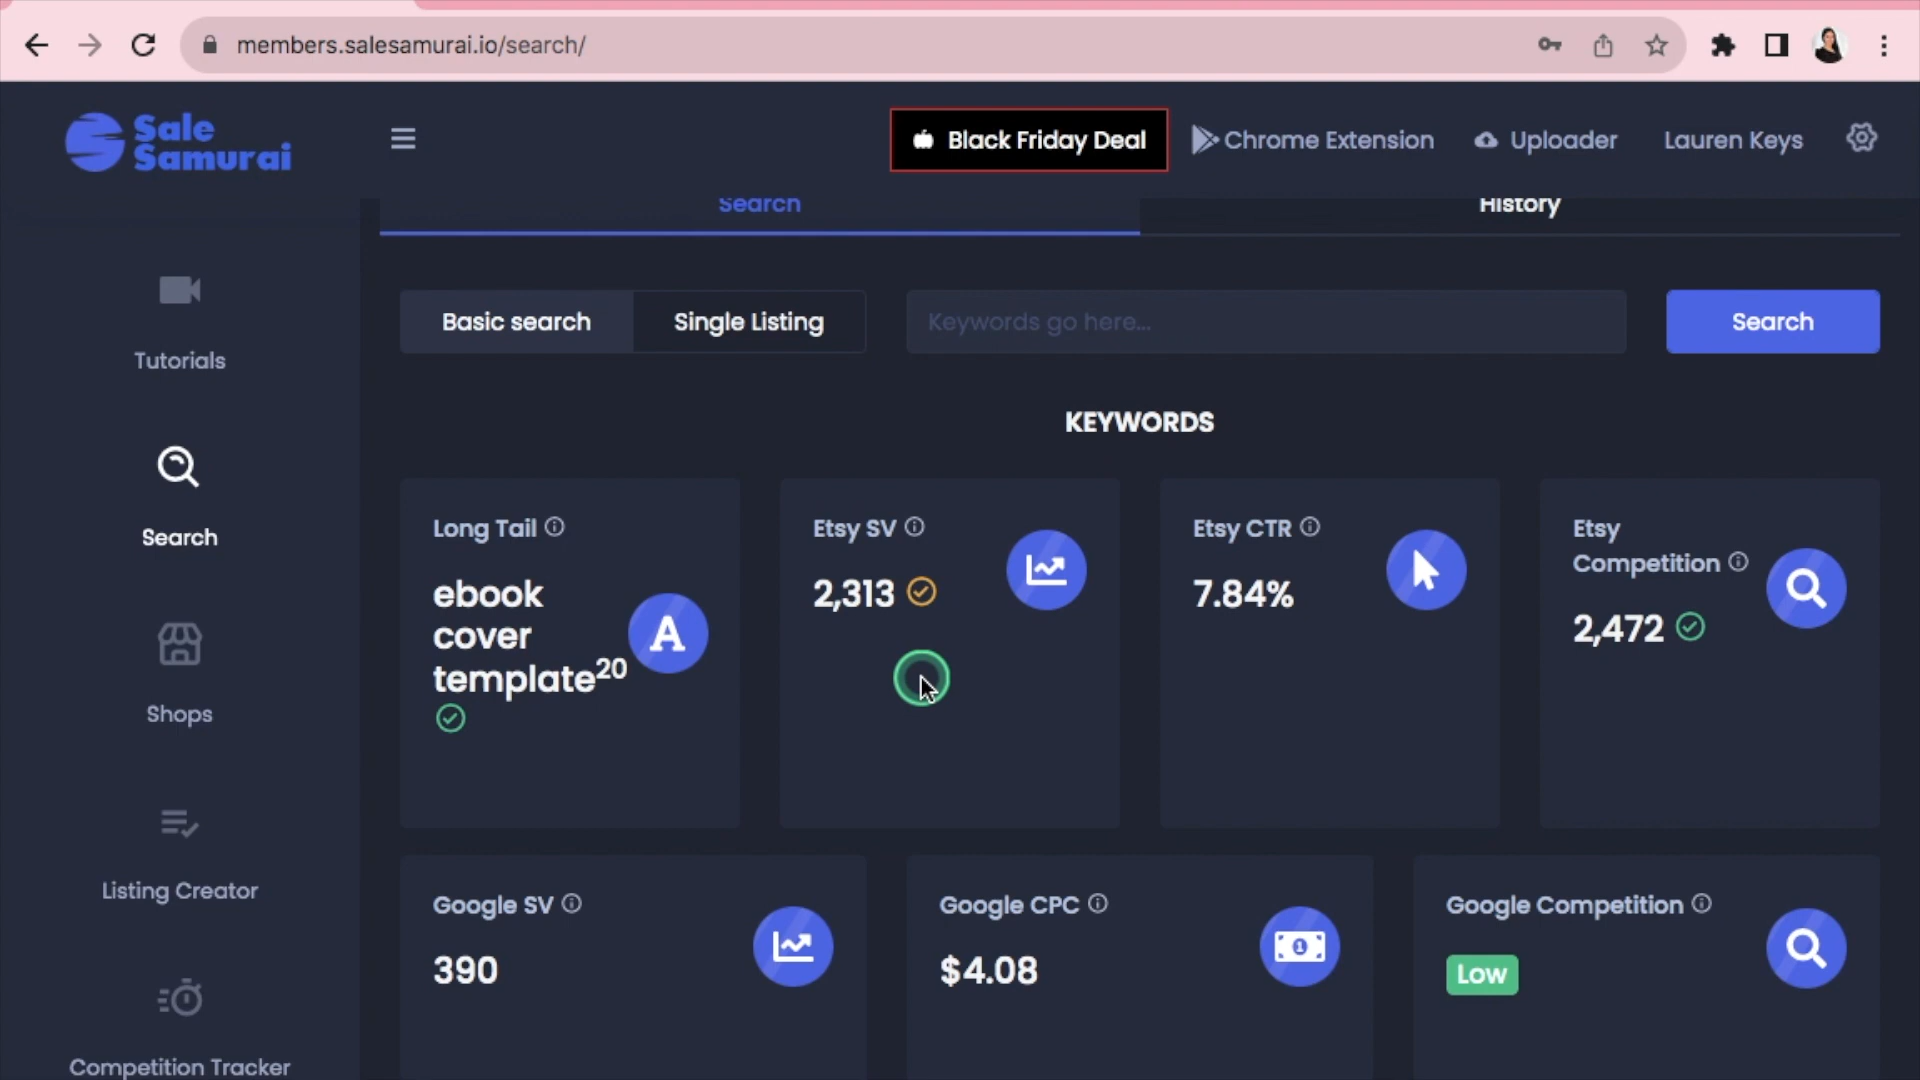 members.salesamurai.io/search/
Sale
Samurai
Black Friday Deal
Chrome Extension
Uploader
Lauren Keys
Search
History
Tutorials
Search
Shops
Listing Creator
Competition Tracker
Basic search
Single Listing
Keywords go here...
Search
KEYWORDS
Long Tail
ebook
cover
template20
A
Etsy SV
2,313
Etsy CTR
7.84%
Etsy
Competition
2,472
Google SV
390
Google CPC
$4.08
1
Google Competition
Low